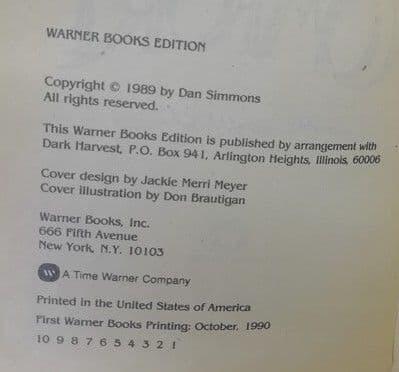 WARNER BOOKS EDITION
Copyright © 1989 by Dan Simmons
All rights reserved.
This Warner Books Edition is published by arrangement with
Dark Harvest, P.O. Box 941, Arlington Heights, Illinois, 60006
Cover design by Jackie Merri Meyer
Cover illustration by Don Brautigan
Warner Books, Inc.
666 Fifth Avenue
New York, N.Y. 10103
A Time Warner Company
Printed in the United States of America
First Warner Books Printing: October, 1990
10 9 8 7 6 5 4 3 2 1